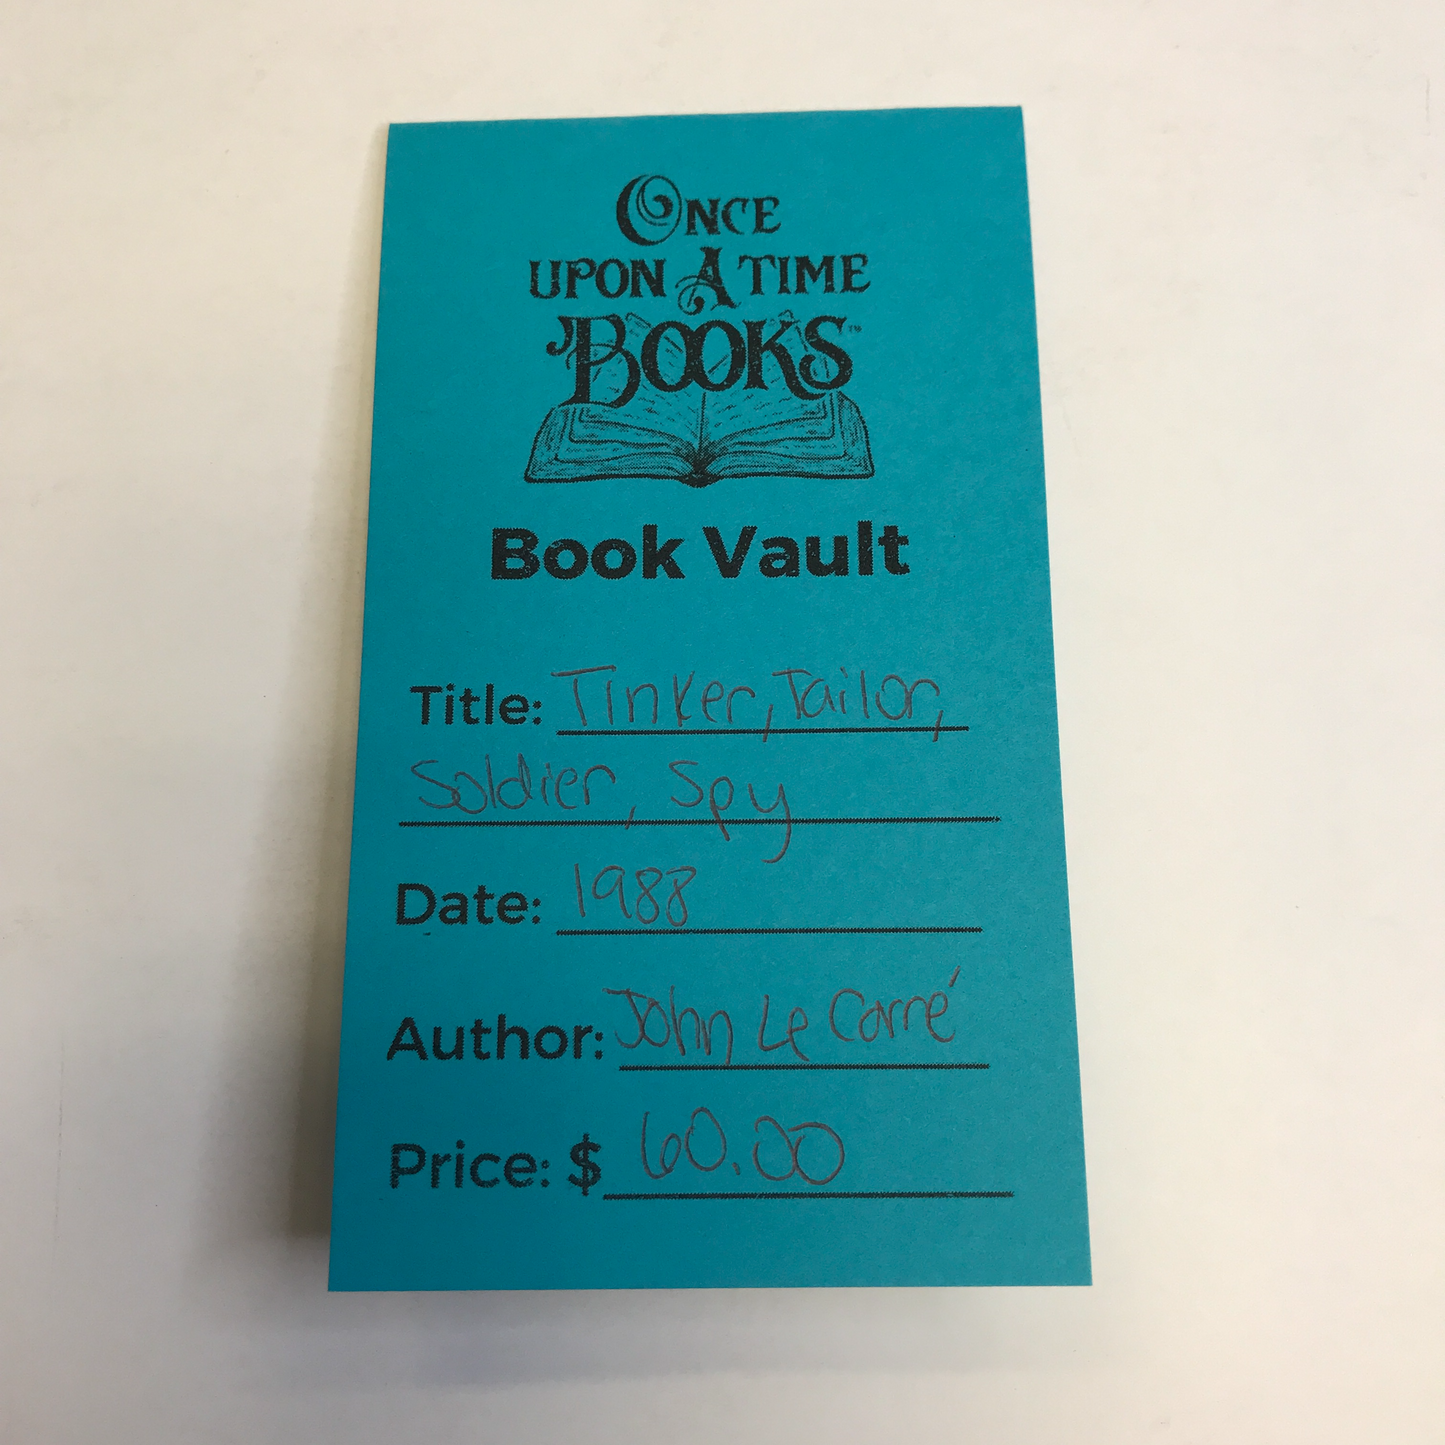 ONCE
UPON A TIME
BOOKS™
Book Vault
Title: Tinker, Tailor,
Soldier, Spy
Date: 1988
Author: John Le Carré
Price: $ 60.00